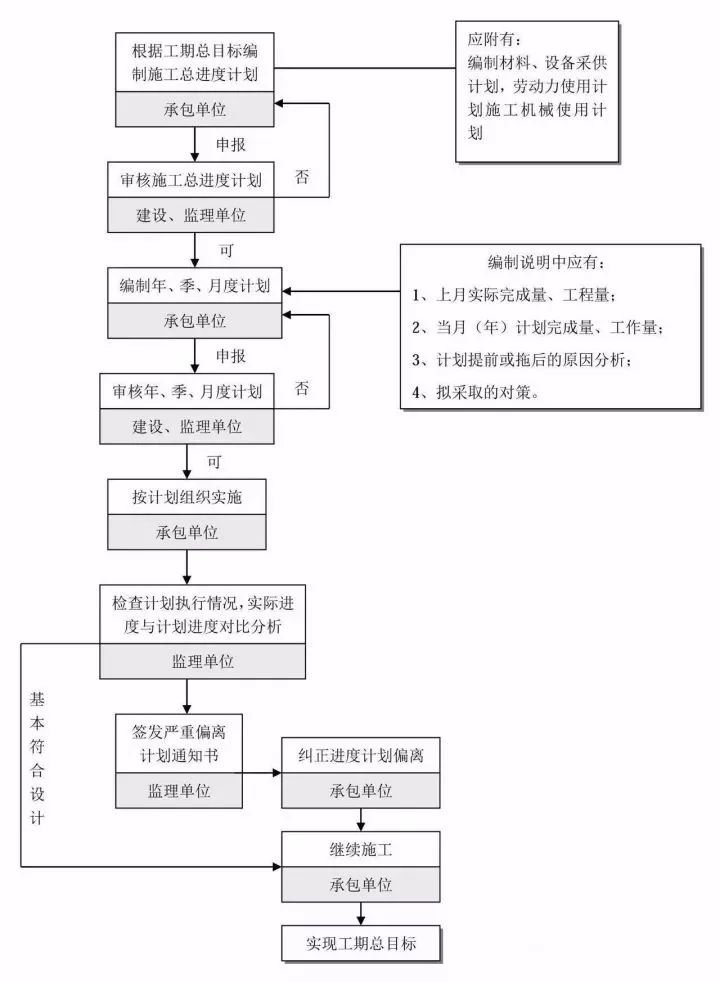 根据工期总目标编
制施工总进度计划
承包单位
应附有：
编制材料、设备采供
计划，劳动力使用计
划施工机械使用计
划
申报
审核施工总进度计划
否
建设、监理单位
可
编制年、季、月度计划
承包单位
编制说明中应有：
1、上月实际完成量、工程量；
2、当月（年）计划完成量、工作量；
3、计划提前或拖后的原因分析；
4、拟采取的对策。
申报
审核年、季、月度计划
否
建设、监理单位
可
按计划组织实施
承包单位
检查计划执行情况，实际进
度与计划进度对比分析
监理单位
基本符合设计
签发严重偏离
计划通知书
监理单位
纠正进度计划偏离
承包单位
继续施工
承包单位
实现工期总目标